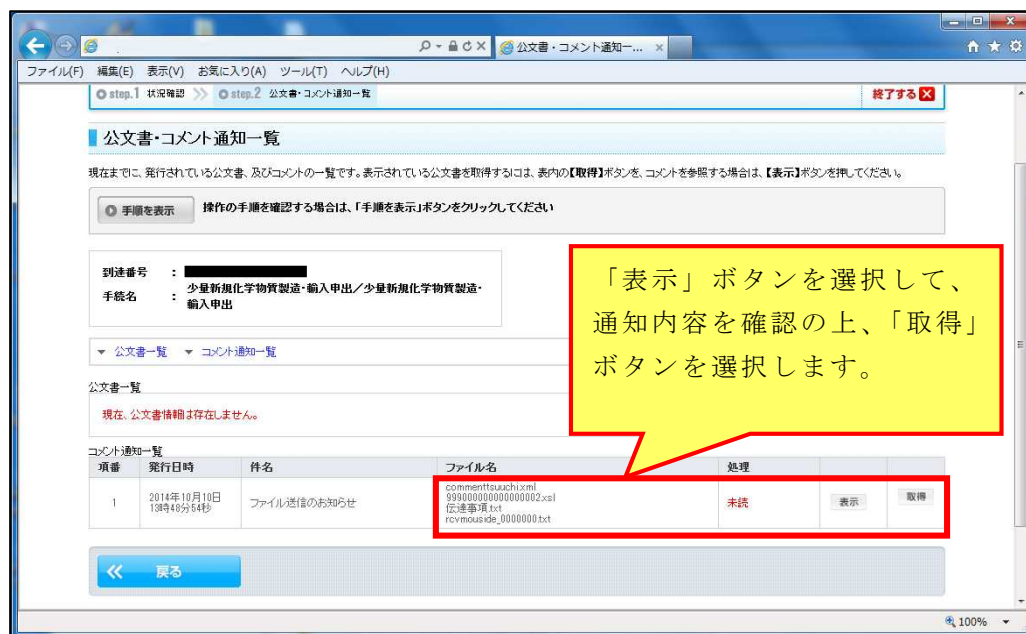 公文書・コメント通知一...
ファイル(F) 編集(E) 表示(V) お気に入り(A) ツール(T) ヘルプ(H)
step.1 状況確認 step.2 公文書・コメント通知一覧 終了する
公文書・コメント通知一覧
現在までに、発行されている公文書、及びコメントの一覧です。表示されている公文書を取得するには、表内の【取得】ボタンを、コメントを参照する場合は、【表示】ボタンを押してください。
手順を表示 操作の手順を確認する場合は、「手順を表示」ボタンをクリックしてください
到達番号 :
手続名 : 少量新規化学物質製造・輸入申出/少量新規化学物質製造・
輸入申出
「表示」ボタンを選択して、
通知内容を確認の上、「取得」
ボタンを選択します。
▼ 公文書一覧 ▼ コメント通知一覧
公文書一覧
現在、公文書情報は存在しません。
コメント通知一覧
項番 発行日時 件名 ファイル名 処理
1 2014年10月10日
13時48分54秒 ファイル送信のお知らせ
commenttsuuchi.xml
999000000000000002.xsl
伝達事項.txt
rcvmouside_0000000.txt
未読 表示 取得
戻る
100%